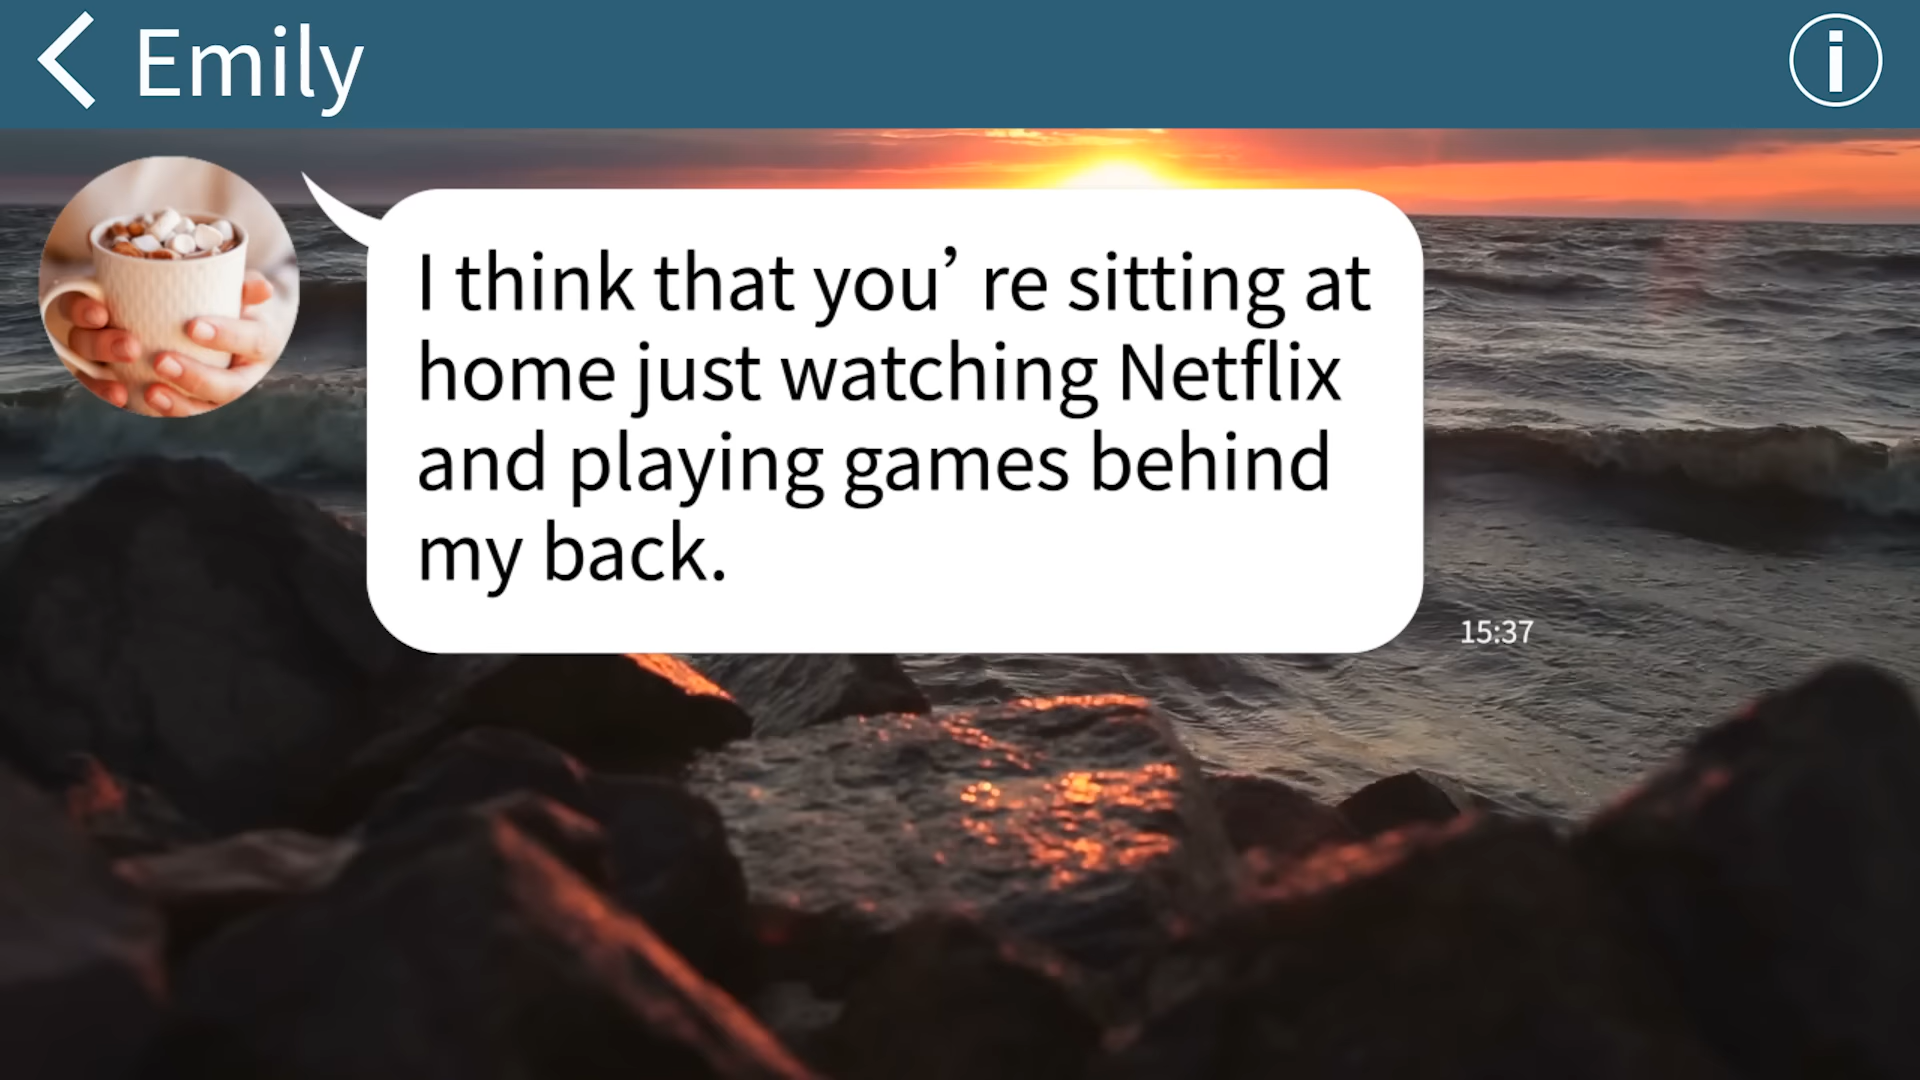 Emily
I think that you’ re sitting at
home just watching Netflix
and playing games behind
my back.
15:37